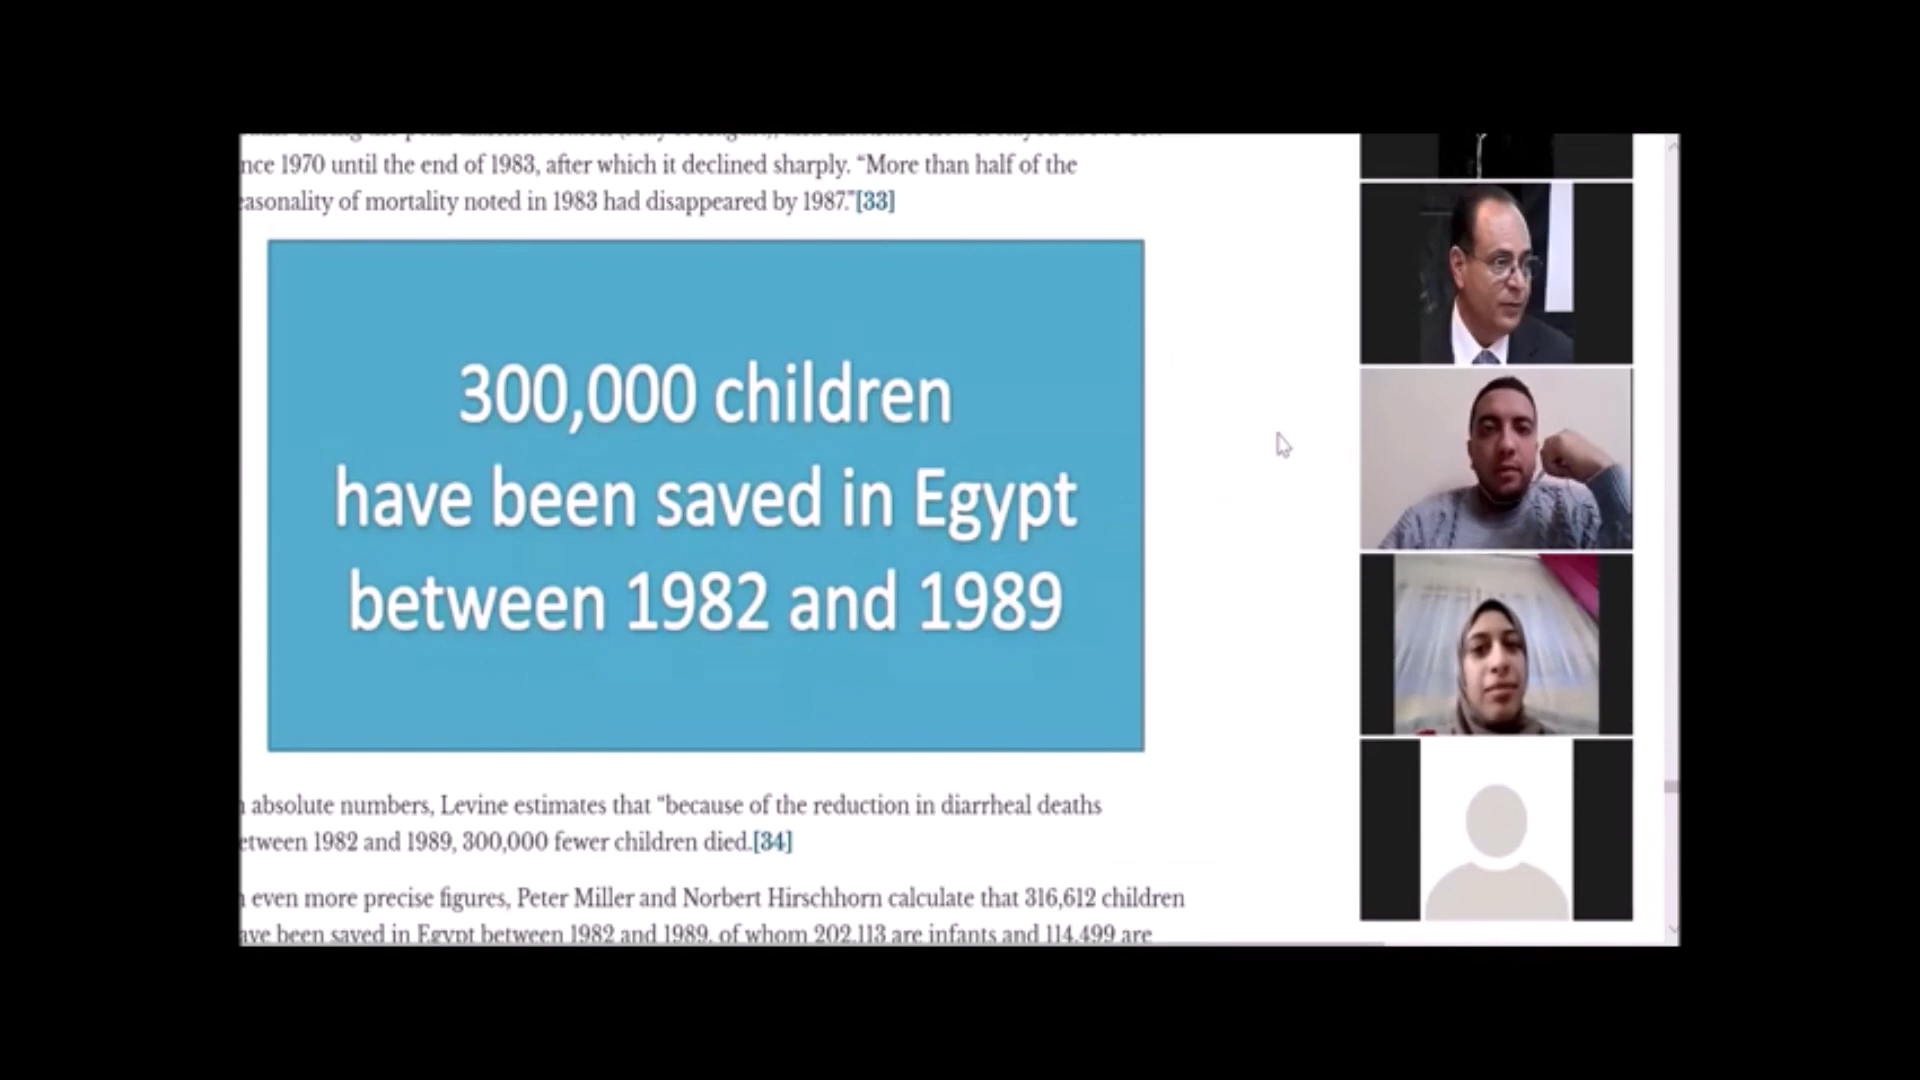 nce 1970 until the end of 1983, after which it declined sharply. “More than half of the
easonality of mortality noted in 1983 had disappeared by 1987.”[33]
300,000 children
have been saved in Egypt
between 1982 and 1989
n absolute numbers, Levine estimates that “because of the reduction in diarrheal deaths
etween 1982 and 1989, 300,000 fewer children died.[34]
n even more precise figures, Peter Miller and Norbert Hirschhorn calculate that 316,612 children
ave been saved in Egypt between 1982 and 1989, of whom 202,113 are infants and 114,499 are